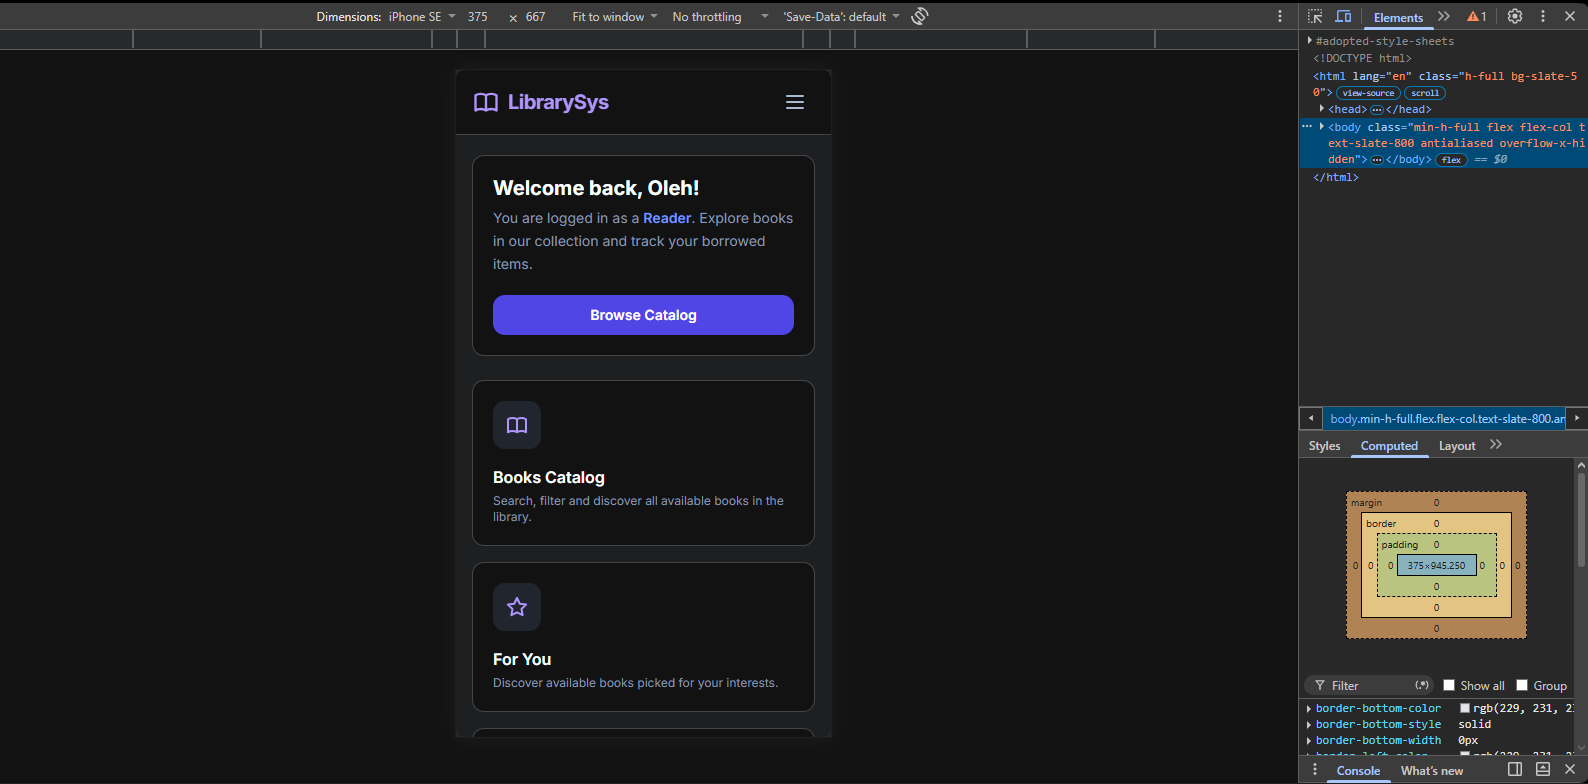 Dimensions: iPhone SE 375 × 667 Fit to window No throttling 'Save-Data': default
Elements 1
LibrarySys
Welcome back, Oleh!
You are logged in as a Reader. Explore books
in our collection and track your borrowed
items.
Browse Catalog
Books Catalog
Search, filter and discover all available books in the
library.
For You
Discover available books picked for your interests.
#adopted-style-sheets
<!DOCTYPE html>
<html lang="en" class="h-full bg-slate-5
0"> view-source scroll
<head> ⋯ </head>
⋯ <body class="min-h-full flex flex-col t
ext-slate-800 antialiased overflow-x-hi
dden"> ⋯ </body> flex == $0
</html>
body.min-h-full.flex.flex-col.text-slate-800.ar
Styles Computed Layout
margin 0
border 0
padding 0
0 0 0 375×945.250 0 0 0
0
0
0
Filter (.*) Show all Group
border-bottom-color rgb(229, 231, 2
border-bottom-style solid
border-bottom-width 0px
Console What's new